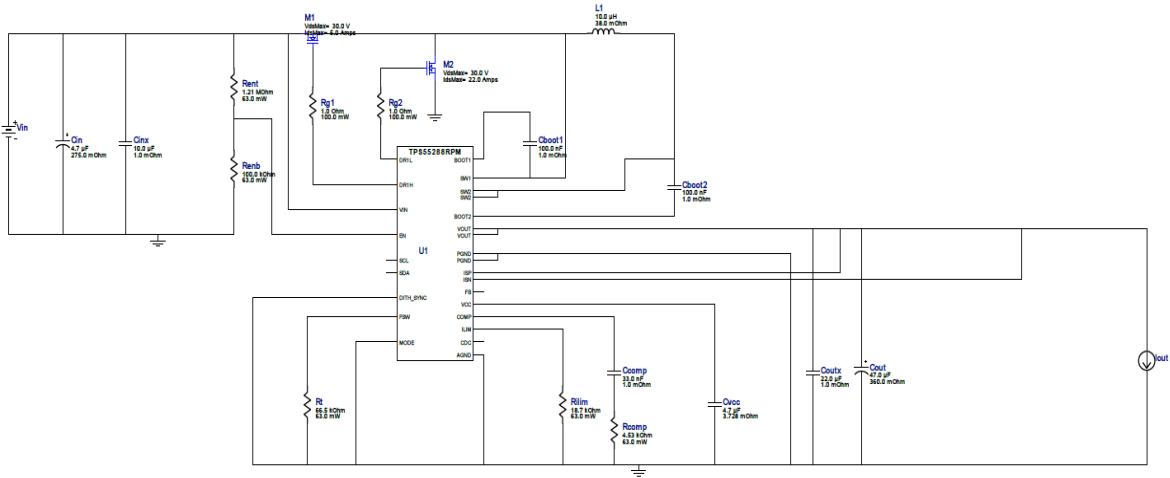 L1
10.0 µH
38.0 mOhm
M1
VdsMax= 30.0 V
IdsMax= 5.0 Amps
M2
VdsMax= 30.0 V
IdsMax= 22.0 Amps
Rent
1.21 MOhm
63.0 mW
Rg1
1.0 Ohm
100.0 mW
Rg2
1.0 Ohm
100.0 mW
Vin
Cin
4.7 µF
275.0 mOhm
Cinx
10.0 µF
1.0 mOhm
Renb
100.0 kOhm
63.0 mW
Cboot1
100.0 nF
1.0 mOhm
Cboot2
100.0 nF
1.0 mOhm
TPS55288RPM
DR1L
BOOT1
DR1H
SW1
SW2
SW2
VIN
BOOT2
VOUT
EN
VOUT
U1
PGND
SCL
PGND
SDA
ISP
ISN
FB
DITH_SYNC
VCC
FSW
COMP
ILIM
MODE
CDC
AGND
Rt
66.5 kOhm
63.0 mW
Rilim
18.7 kOhm
63.0 mW
Ccomp
33.0 nF
1.0 mOhm
Rcomp
4.53 kOhm
63.0 mW
Cvcc
4.7 µF
3.728 mOhm
Coutx
22.0 µF
1.0 mOhm
Cout
47.0 µF
360.0 mOhm
Iout